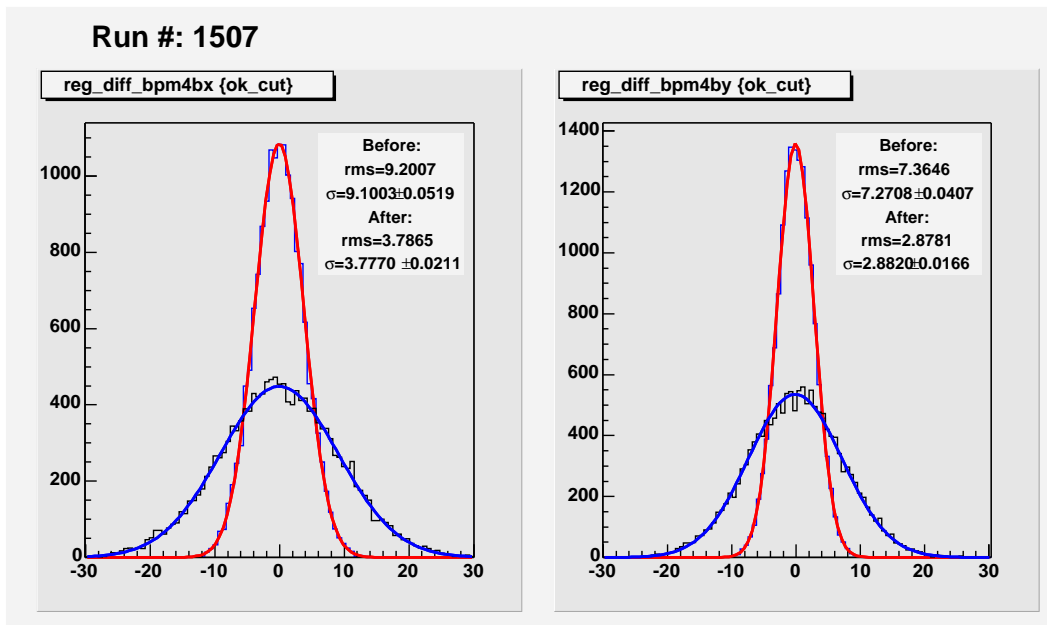 Run #: 1507
reg_diff_bpm4bx {ok_cut}
Before:
rms=9.2007
σ=9.1003±0.0519
After:
rms=3.7865
σ=3.7770 ±0.0211
1000
800
600
400
200
0
-30 -20 -10 0 10 20 30
reg_diff_bpm4by {ok_cut}
Before:
rms=7.3646
σ=7.2708±0.0407
After:
rms=2.8781
σ=2.8820±0.0166
1400
1200
1000
800
600
400
200
0
-30 -20 -10 0 10 20 30